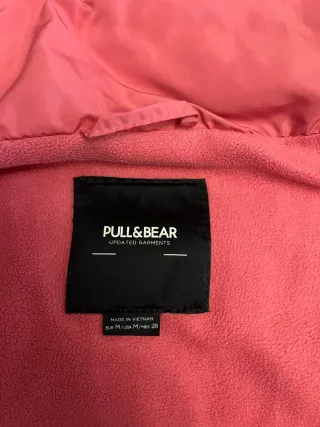 PULL&BEAR
UPDATED GARMENTS
MADE IN VIETNAM
EUR M/USA M/MEX 28